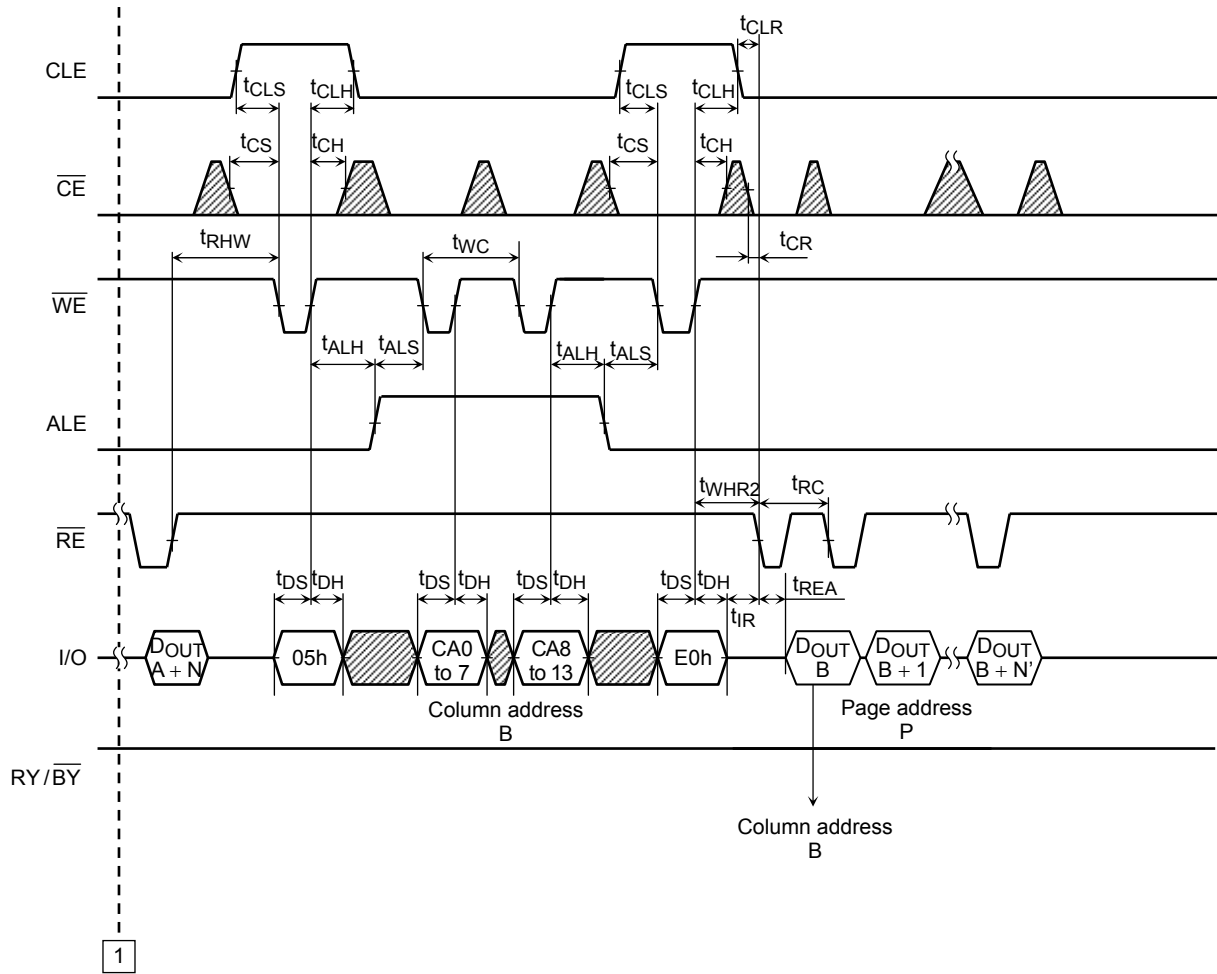 tCLR
CLE
tCLS tCLH tCLS tCLH
tCS tCH tCS tCH
CE
tCR
tRHW tWC
WE
tALH tALS tALH tALS
ALE
tWHR2 tRC
RE
tDS tDH tDS tDH tDS tDH tDS tDH tREA
tIR
I/O
DOUT
A + N
05h
CA0
to 7
CA8
to 13
E0h
DOUT
B
DOUT
B + 1
DOUT
B + N’
Column address
B
Page address
P
RY / BY
Column address
B
1